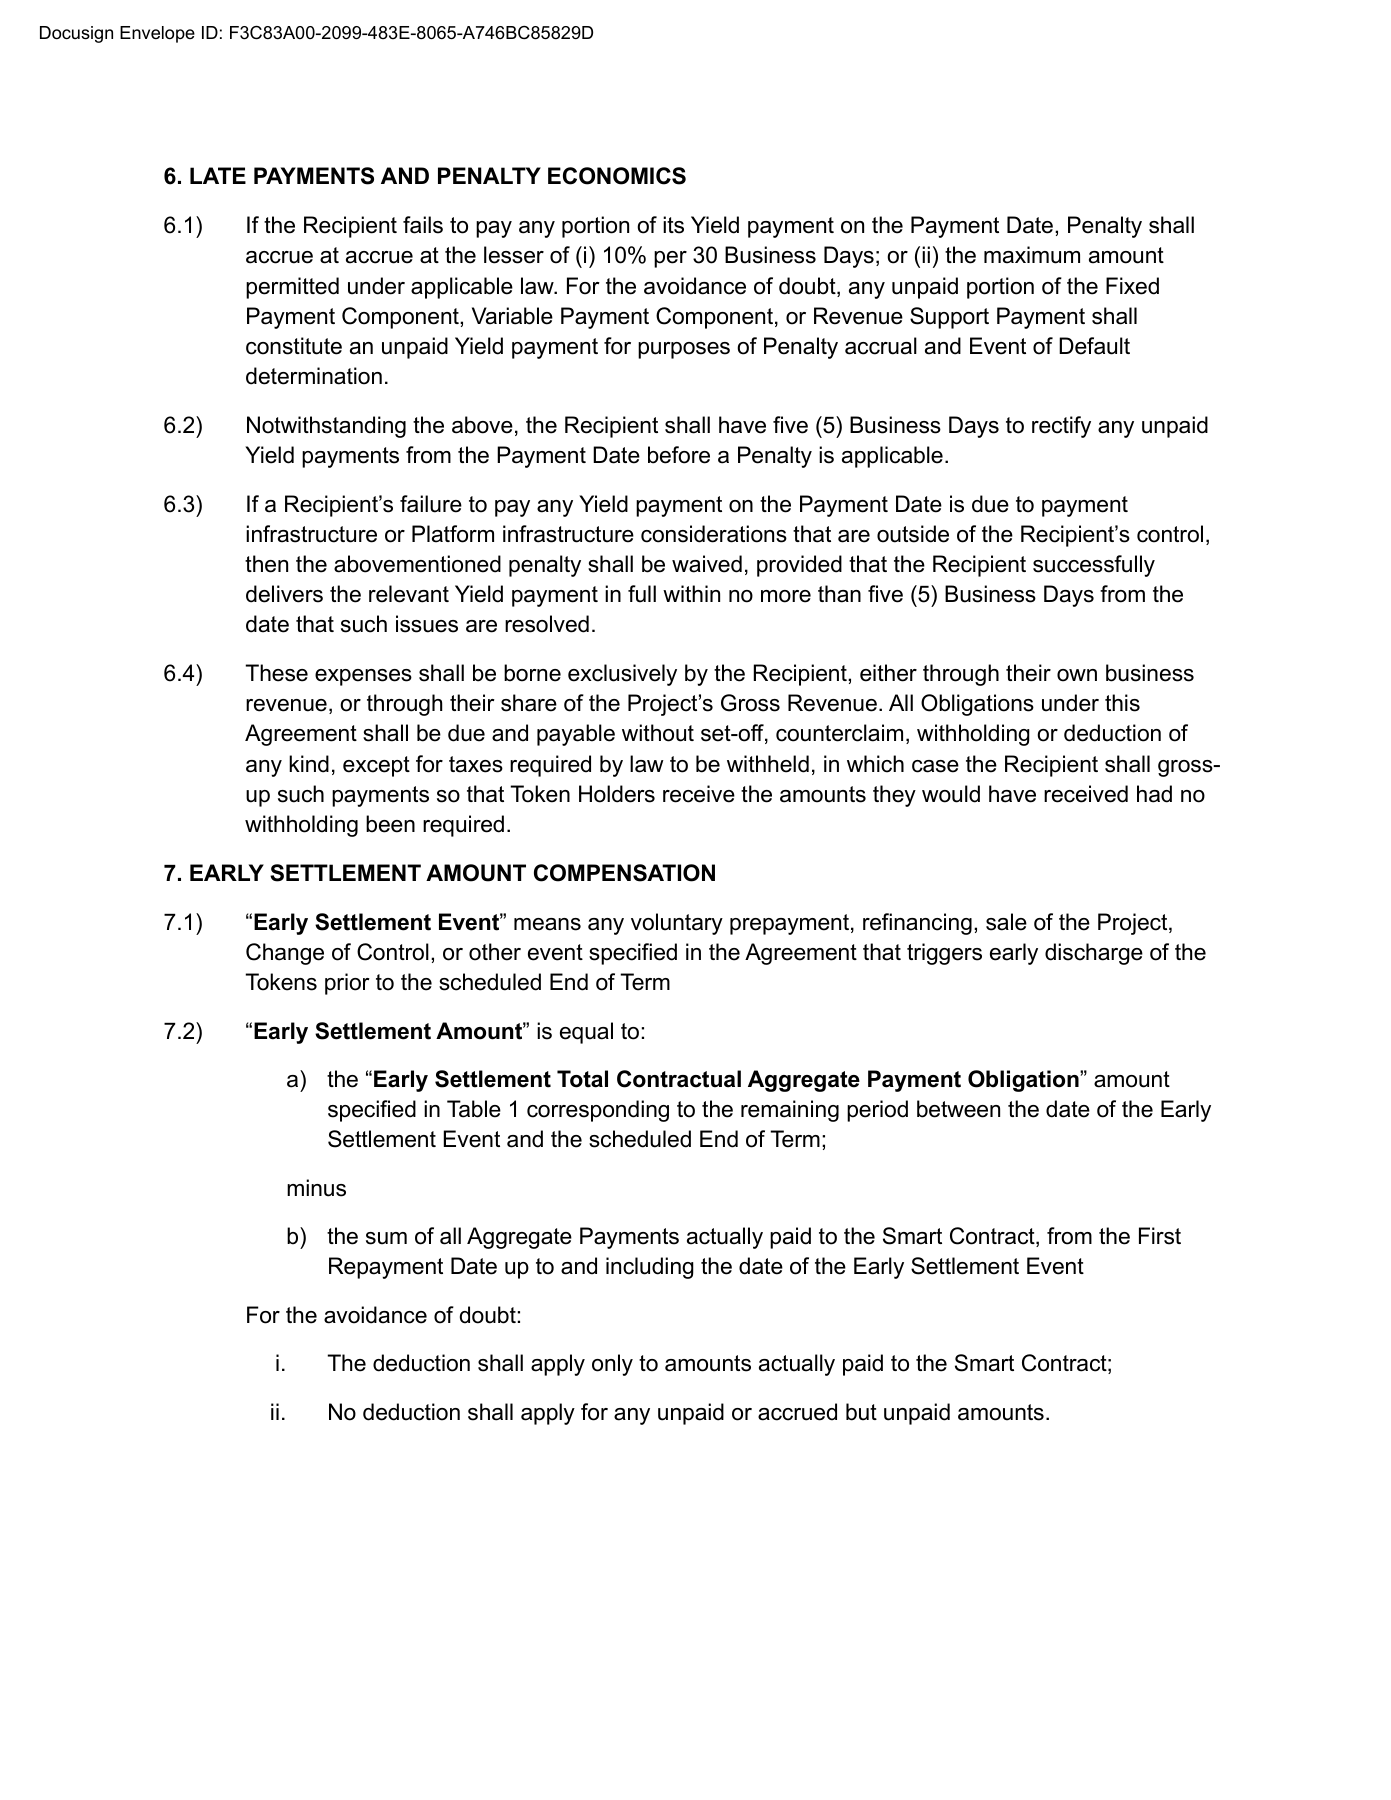 Docusign Envelope ID: F3C83A00-2099-483E-8065-A746BC85829D
6. LATE PAYMENTS AND PENALTY ECONOMICS
6.1) If the Recipient fails to pay any portion of its Yield payment on the Payment Date, Penalty shall
accrue at accrue at the lesser of (i) 10% per 30 Business Days; or (ii) the maximum amount
permitted under applicable law. For the avoidance of doubt, any unpaid portion of the Fixed
Payment Component, Variable Payment Component, or Revenue Support Payment shall
constitute an unpaid Yield payment for purposes of Penalty accrual and Event of Default
determination.
6.2) Notwithstanding the above, the Recipient shall have five (5) Business Days to rectify any unpaid
Yield payments from the Payment Date before a Penalty is applicable.
6.3) If a Recipient’s failure to pay any Yield payment on the Payment Date is due to payment
infrastructure or Platform infrastructure considerations that are outside of the Recipient’s control,
then the abovementioned penalty shall be waived, provided that the Recipient successfully
delivers the relevant Yield payment in full within no more than five (5) Business Days from the
date that such issues are resolved.
6.4) These expenses shall be borne exclusively by the Recipient, either through their own business
revenue, or through their share of the Project’s Gross Revenue. All Obligations under this
Agreement shall be due and payable without set-off, counterclaim, withholding or deduction of
any kind, except for taxes required by law to be withheld, in which case the Recipient shall gross-
up such payments so that Token Holders receive the amounts they would have received had no
withholding been required.
7. EARLY SETTLEMENT AMOUNT COMPENSATION
7.1) “Early Settlement Event” means any voluntary prepayment, refinancing, sale of the Project,
Change of Control, or other event specified in the Agreement that triggers early discharge of the
Tokens prior to the scheduled End of Term
7.2) “Early Settlement Amount” is equal to:
a) the “Early Settlement Total Contractual Aggregate Payment Obligation” amount
specified in Table 1 corresponding to the remaining period between the date of the Early
Settlement Event and the scheduled End of Term;
minus
b) the sum of all Aggregate Payments actually paid to the Smart Contract, from the First
Repayment Date up to and including the date of the Early Settlement Event
For the avoidance of doubt:
i. The deduction shall apply only to amounts actually paid to the Smart Contract;
ii. No deduction shall apply for any unpaid or accrued but unpaid amounts.